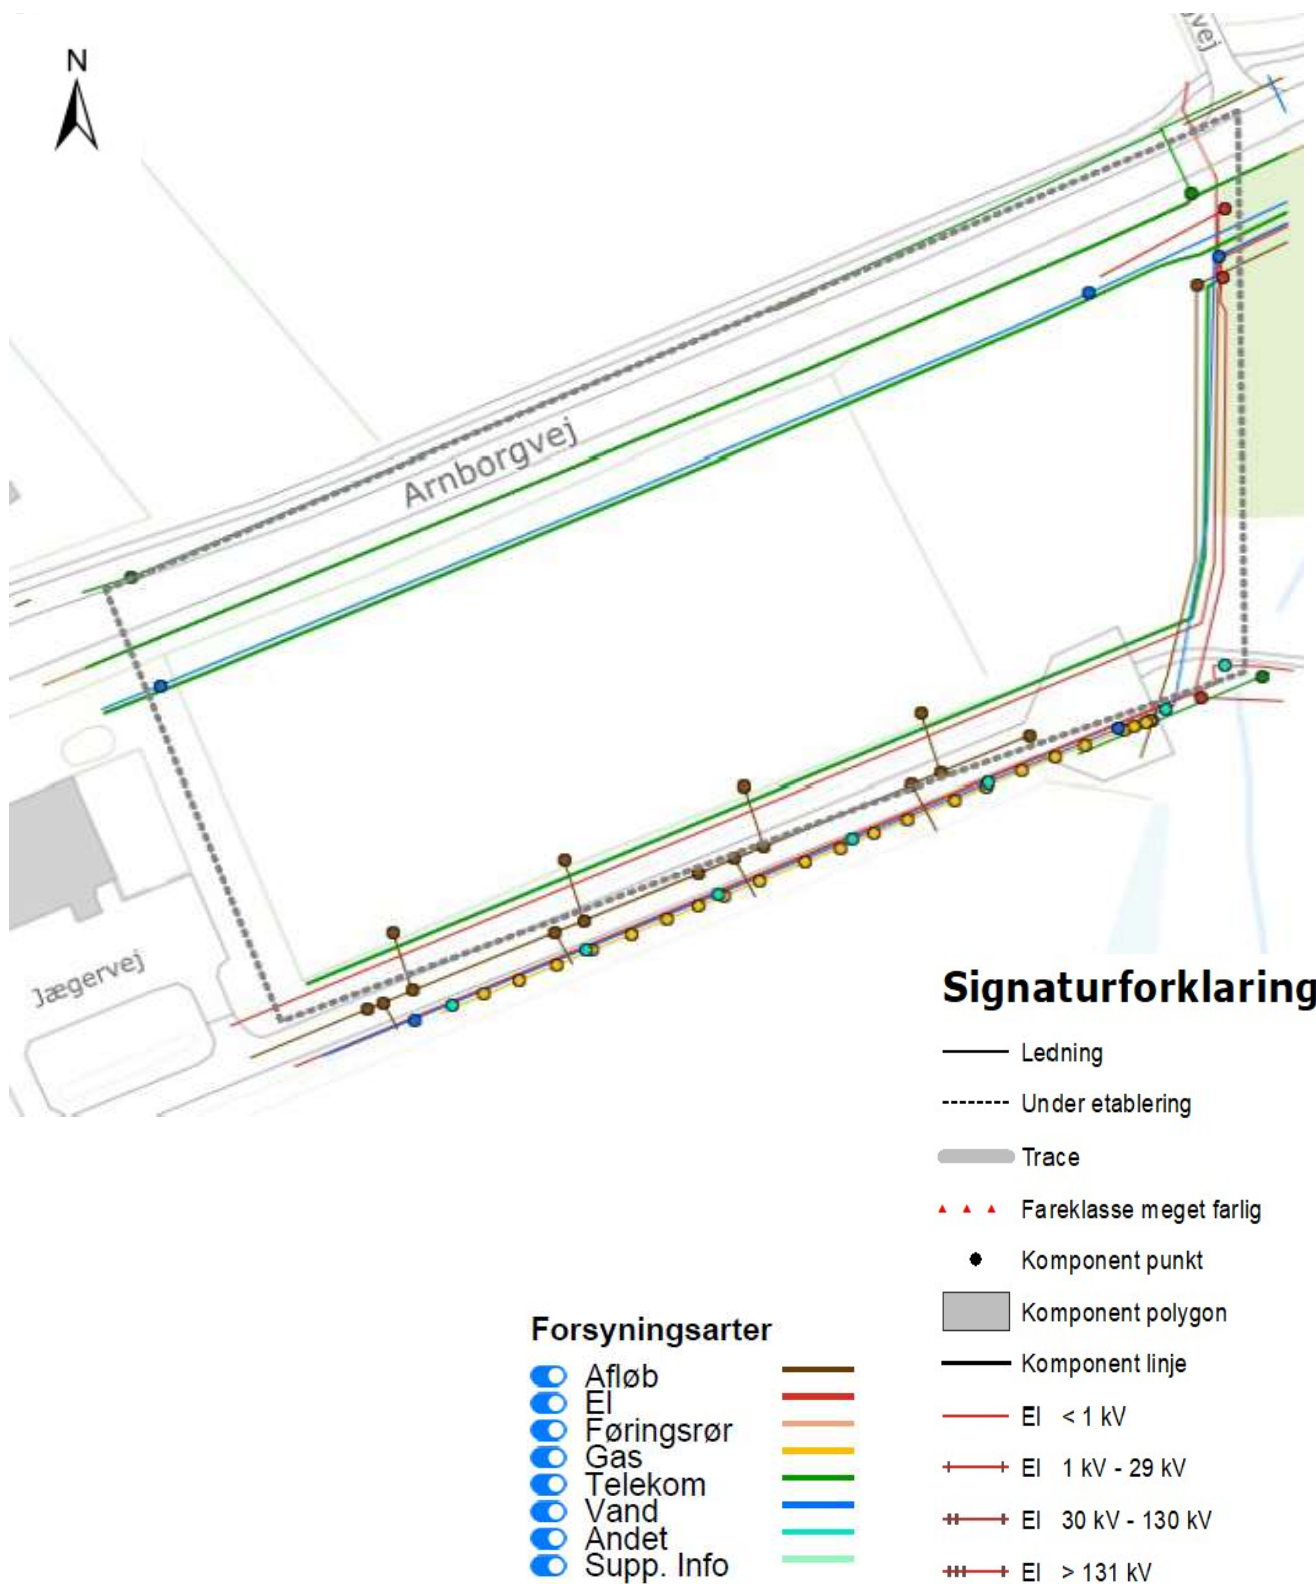 N
Arnborgvej
Jægervej
Signaturforklaring
Ledning
Under etablering
Trace
Fareklasse meget farlig
Komponent punkt
Komponent polygon
Komponent linje
El < 1 kV
El 1 kV - 29 kV
El 30 kV - 130 kV
El > 131 kV
Forsyningsarter
Afløb
El
Føringsrør
Gas
Telekom
Vand
Andet
Supp. Info